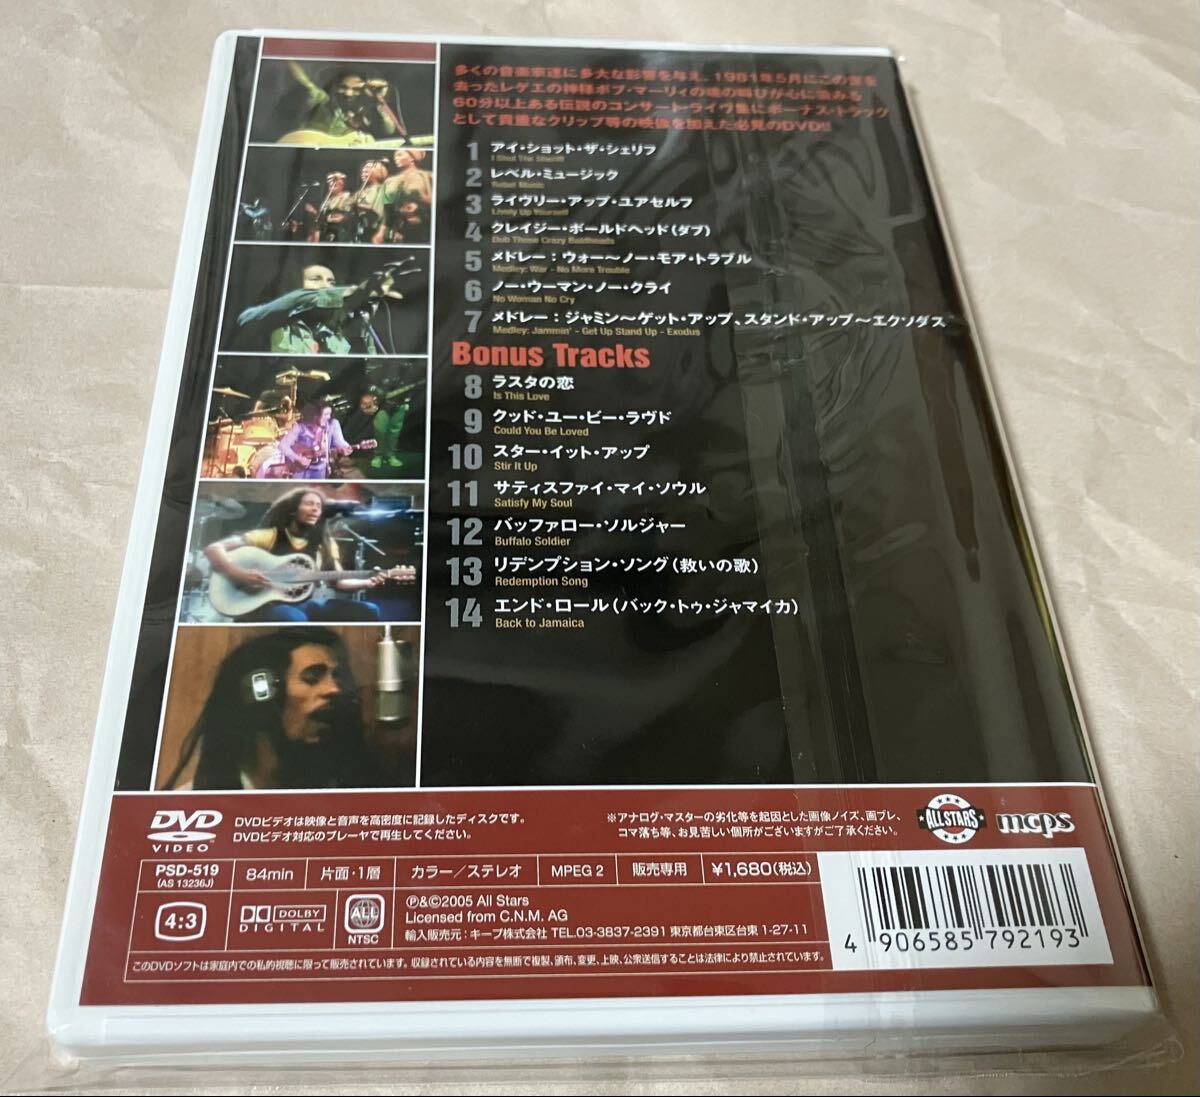 多くの音楽家達に多大な影響を与え、1981年5月にこの世を
去ったレゲエの神様ボブ・マーリィの魂の叫びが心に染みる
60分以上ある伝説のコンサート・ライヴ集にボーナス・トラック
として貴重なクリップ等の映像を加えた必見のDVD!!
1 アイ・ショット・ザ・シェリフ
I Shot The Sheriff
2 レベル・ミュージック
Rebel Music
3 ライヴリー・アップ・ユアセルフ
Lively Up Yourself
4 クレイジー・ボールドヘッド(ダブ)
Dub Those Crazy Baldheads
5 メドレー：ウォー〜ノー・モア・トラブル
Medley: War - No More Trouble
6 ノー・ウーマン・ノー・クライ
No Woman No Cry
7 メドレー：ジャミン〜ゲット・アップ、スタンド・アップ〜エクソダス
Medley: Jammin' - Get Up Stand Up - Exodus
Bonus Tracks
8 ラスタの恋
Is This Love
9 クッド・ユー・ビー・ラヴド
Could You Be Loved
10 スター・イット・アップ
Stir It Up
11 サティスファイ・マイ・ソウル
Satisfy My Soul
12 バッファロー・ソルジャー
Buffalo Soldier
13 リデンプション・ソング(救いの歌)
Redemption Song
14 エンド・ロール(バック・トゥ・ジャマイカ)
Back to Jamaica
DVD VIDEO
DVDビデオは映像と音声を高密度に記録したディスクです。
DVDビデオ対応のプレーヤで再生してください。
※アナログ・マスターの劣化等を起因とした画像ノイズ、画ブレ、
コマ落ち等、お見苦しい個所がございますがご了承ください。
ALL STARS
mcps
PSD-519
(AS 13236J)
84min
片面・1層
カラー／ステレオ
MPEG 2
販売専用
¥1,680(税込)
4:3
DOLBY
DIGITAL
ALL
NTSC
℗&©2005 All Stars
Licensed from C.N.M. AG
輸入販売元：キープ株式会社 TEL.03-3837-2391 東京都台東区台東 1-27-11
4 906585 792193
このDVDソフトは家庭内での私的視聴に限って販売されています。収録されている内容を無断で複製、頒布、変更、上映、公衆送信することは法律により禁止されています。